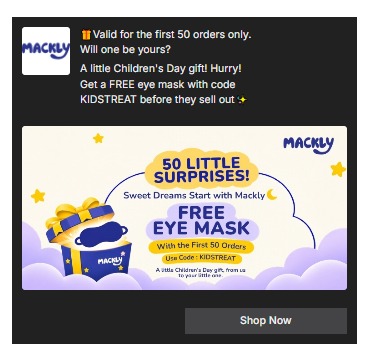 MACKLY
🎁Valid for the first 50 orders only.
Will one be yours?
A little Children's Day gift! Hurry!
Get a FREE eye mask with code
KIDSTREAT before they sell out ✨
MACKLY
50 LITTLE
SURPRISES!
Sweet Dreams Start with Mackly
FREE
EYE MASK
With the First 50 Orders
Use Code : KIDSTREAT
A little Children's Day gift, from us
to your little one.
MACKLY
Shop Now